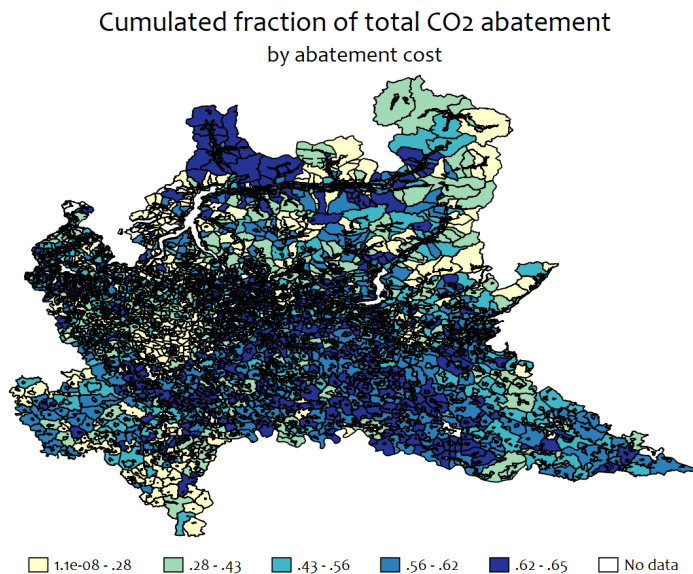 Cumulated fraction of total CO2 abatement
by abatement cost
1.1e-08 - .28 .28 - .43 .43 - .56 .56 - .62 .62 - .65 No data